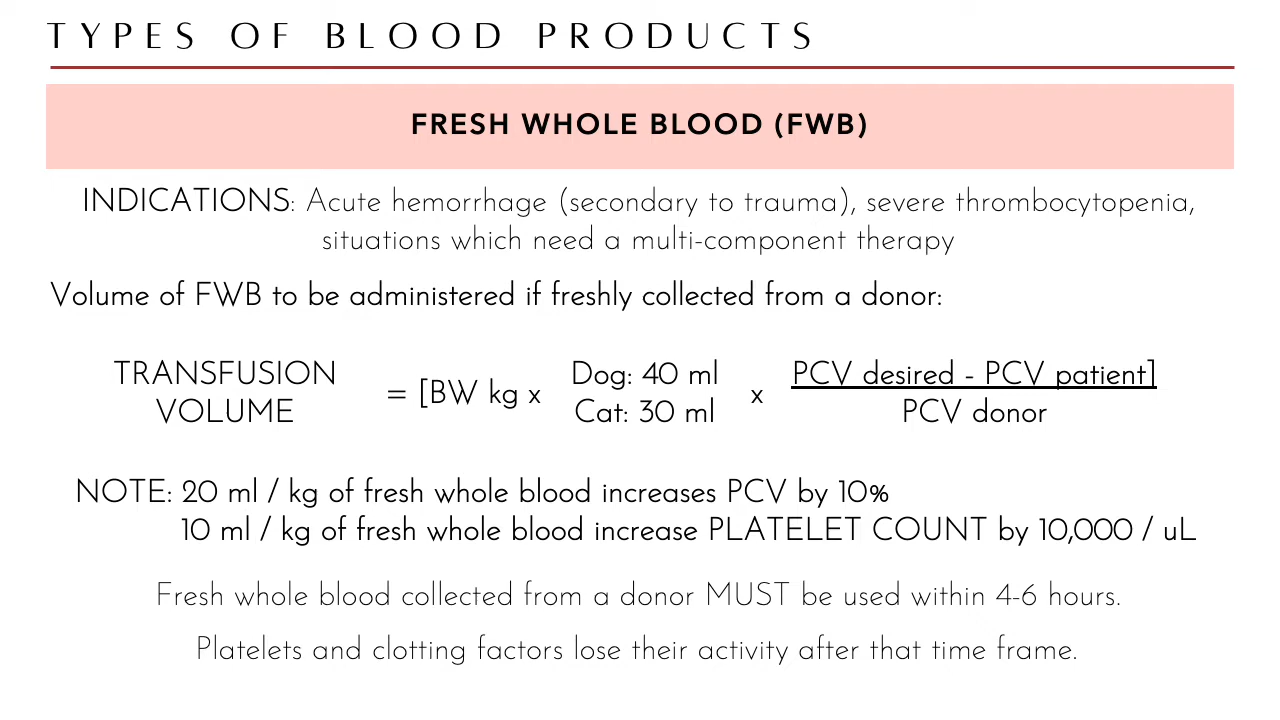 TYPES OF BLOOD PRODUCTS
FRESH WHOLE BLOOD (FWB)
INDICATIONS: Acute hemorrhage (secondary to trauma), severe thrombocytopenia,
situations which need a multi-component therapy
Volume of FWB to be administered if freshly collected from a donor:
TRANSFUSION
VOLUME
= [BW kg x
Dog: 40 ml
Cat: 30 ml
x
PCV desired - PCV patient]
PCV donor
NOTE: 20 ml / kg of fresh whole blood increases PCV by 10%
10 ml / kg of fresh whole blood increase PLATELET COUNT by 10,000 / uL
Fresh whole blood collected from a donor MUST be used within 4-6 hours.
Platelets and clotting factors lose their activity after that time frame.